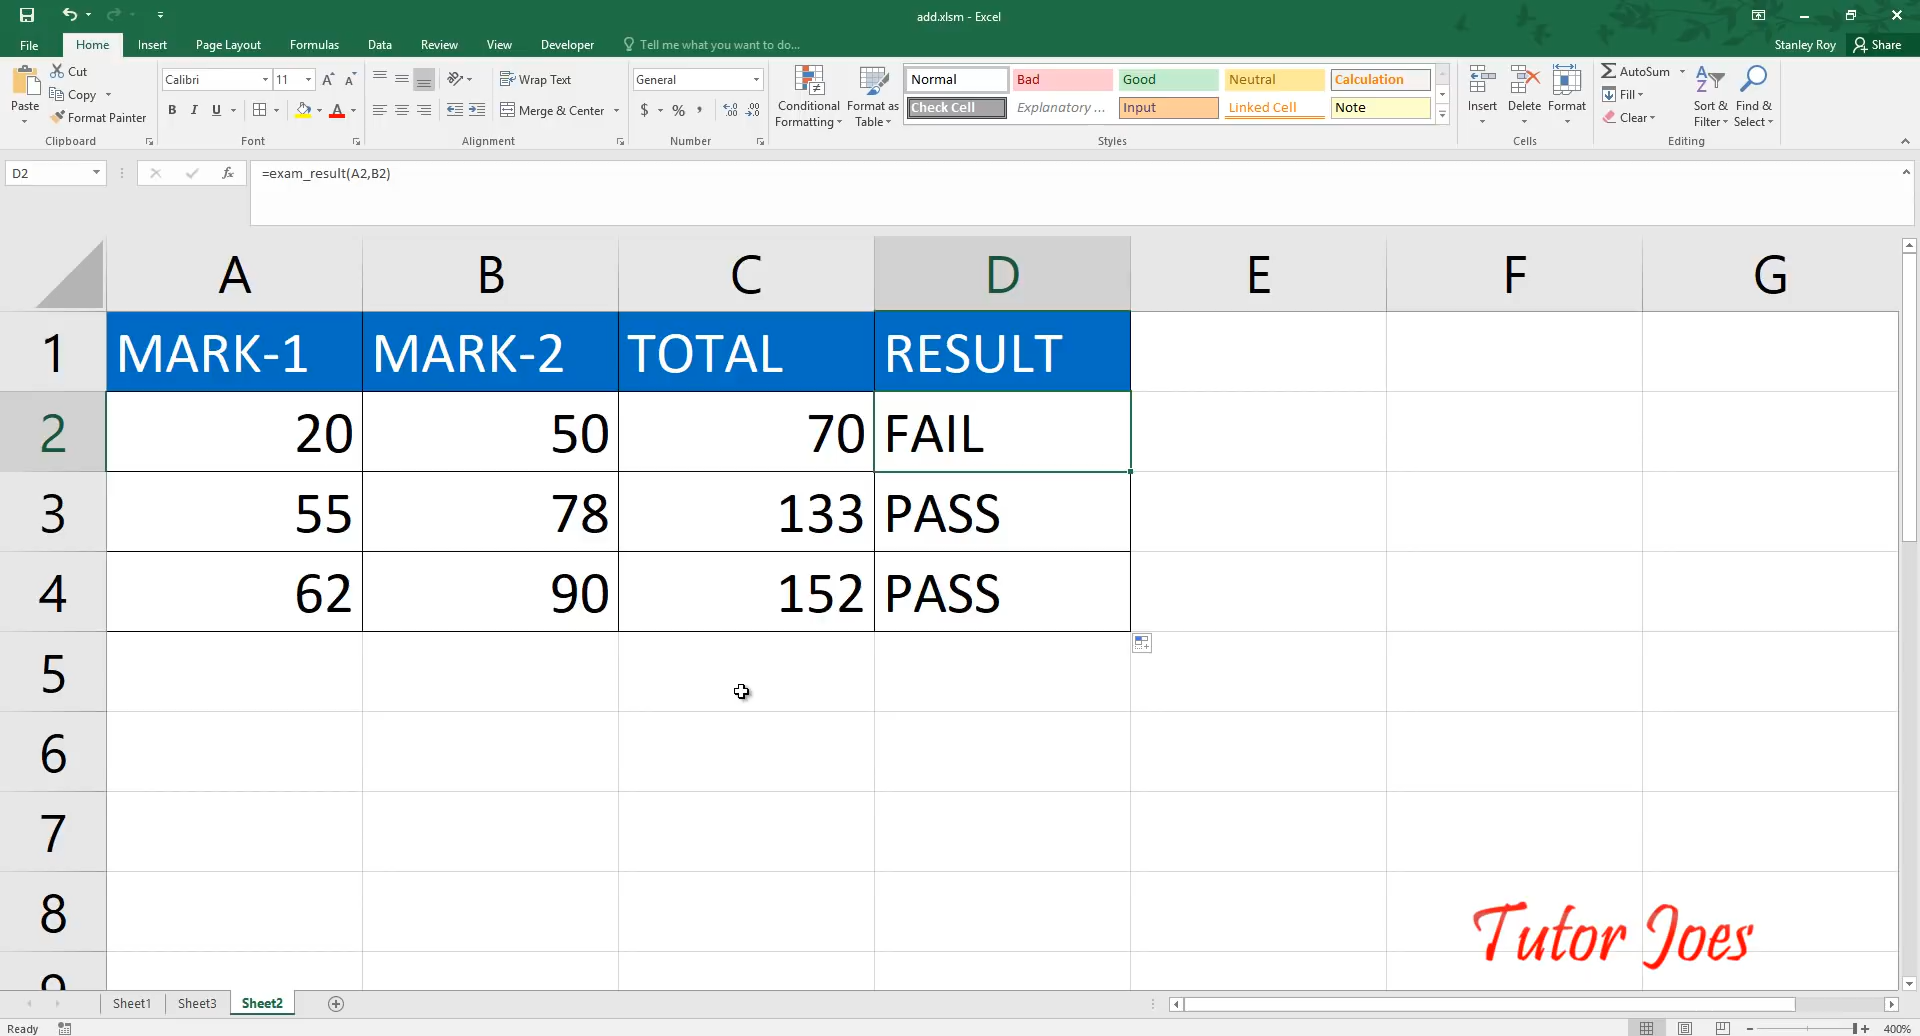 add.xlsm - Excel
File Home Insert Page Layout Formulas Data Review View Developer Tell me what you want to do... Stanley Roy Share
Paste
Cut
Copy
Format Painter
Clipboard
Calibri 11 A A
B I U A
Font
Wrap Text
Merge & Center
Alignment
General
$ % ,
Number
Conditional Formatting
Format as Table
Normal Bad Good Neutral Calculation
Check Cell Explanatory ... Input Linked Cell Note
Styles
Insert Delete Format
Cells
AutoSum
Fill
Clear
Sort & Filter
Find & Select
Editing
D2 fx =exam_result(A2,B2)
A B C D E F G
1 MARK-1 MARK-2 TOTAL RESULT
2 20 50 70 FAIL
3 55 78 133 PASS
4 62 90 152 PASS
5
6
7
8
9
Tutor Joes
Sheet1 Sheet3 Sheet2
Ready 400%